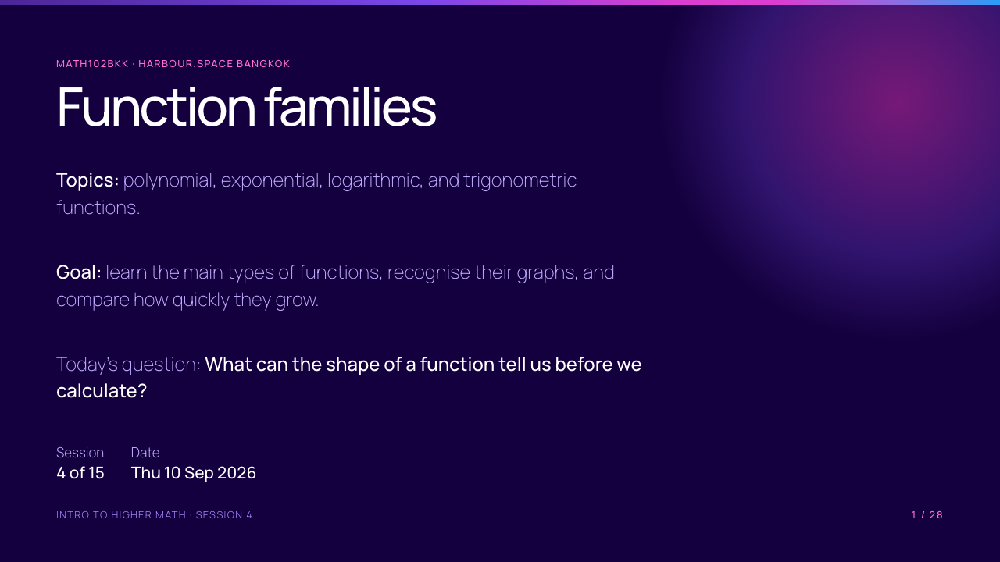 MATH102BKK · HARBOUR.SPACE BANGKOK
Function families
Topics: polynomial, exponential, logarithmic, and trigonometric
functions.
Goal: learn the main types of functions, recognise their graphs, and
compare how quickly they grow.
Today’s question: What can the shape of a function tell us before we
calculate?
Session
Date
4 of 15
Thu 10 Sep 2026
INTRO TO HIGHER MATH · SESSION 4
1 / 28